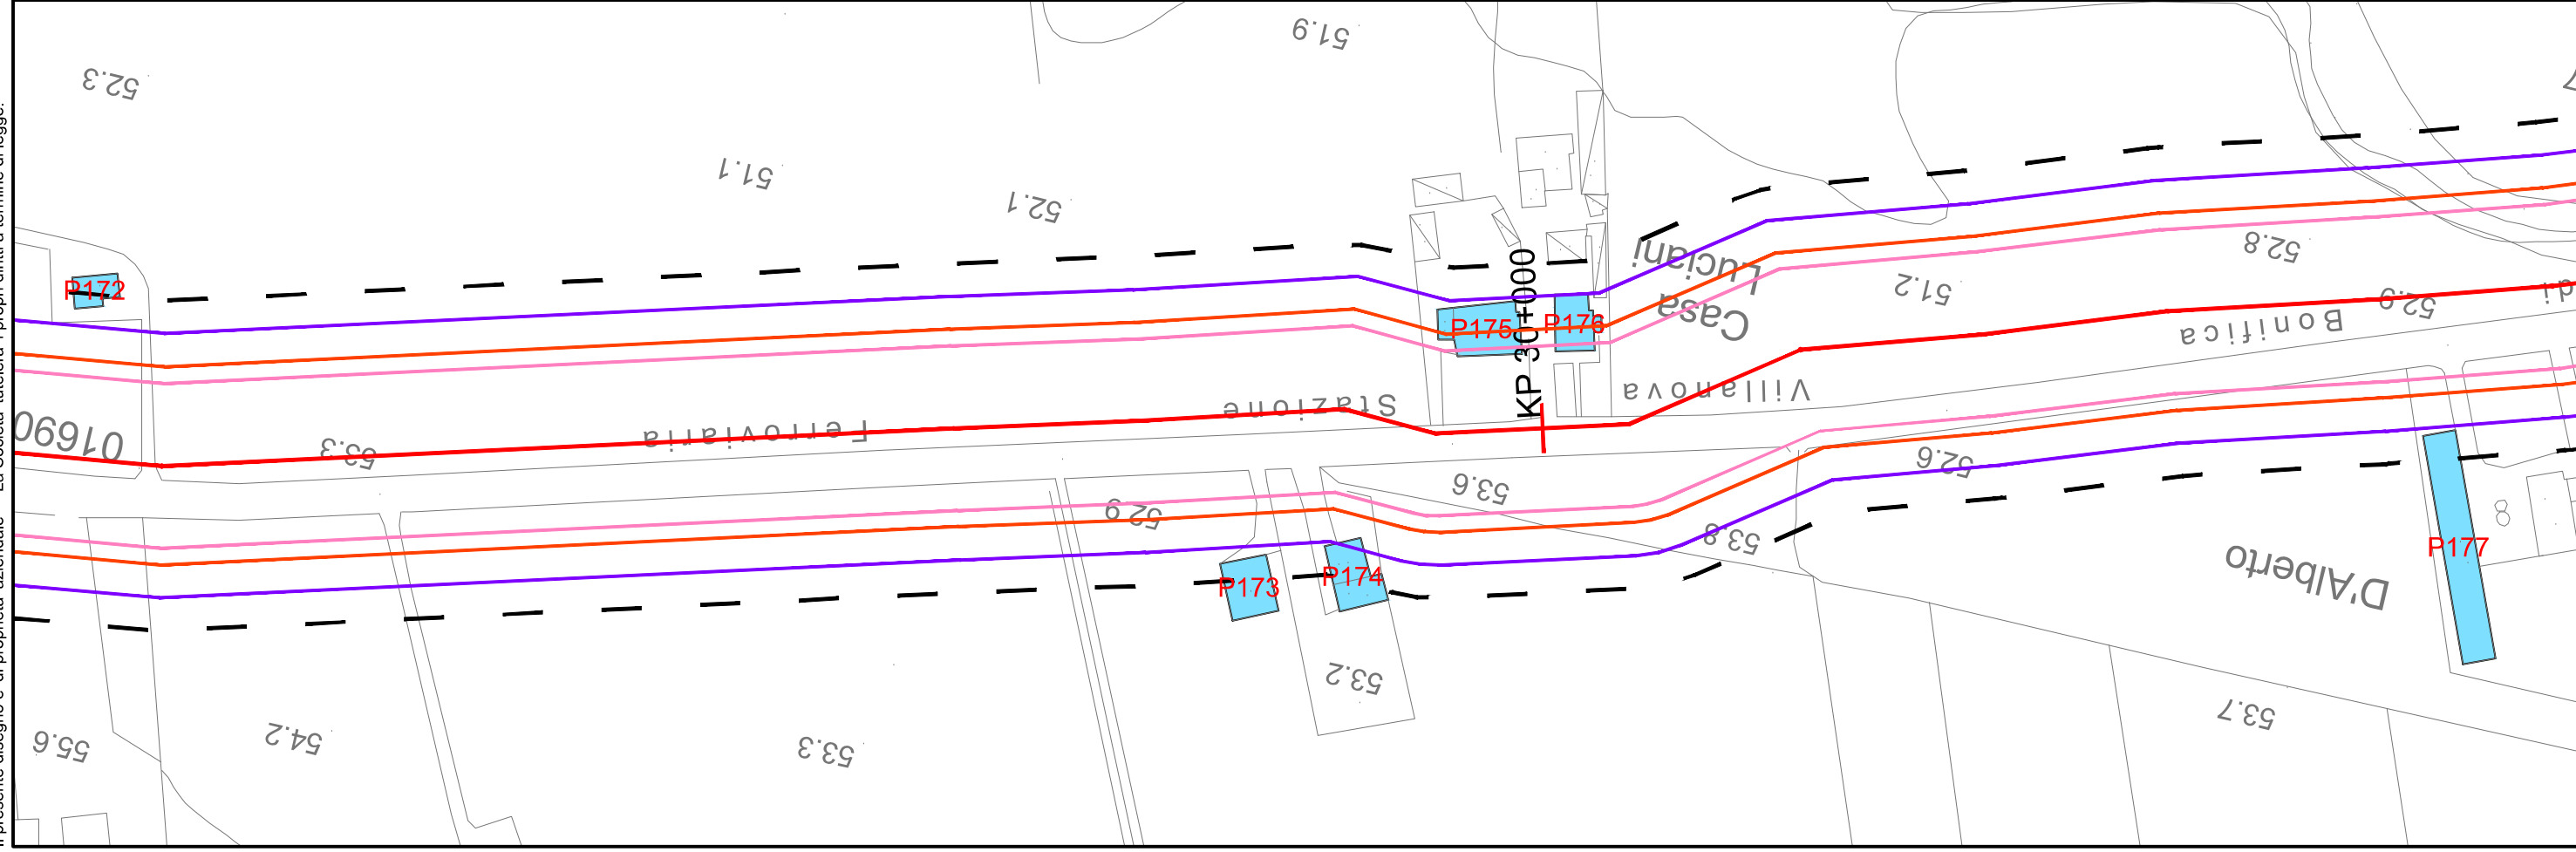 52.3
51.9
51.1
52.1
P172
KP 30+000
Casa
Luciani
51.2
52.8
52.9
di
Bonifica
P175
P176
Villanova
Stazione
Ferroviaria
01690
53.3
52.9
53.6
53.8
52.6
P173
P174
P177
D'Alberto
53.2
53.7
55.6
54.2
53.3